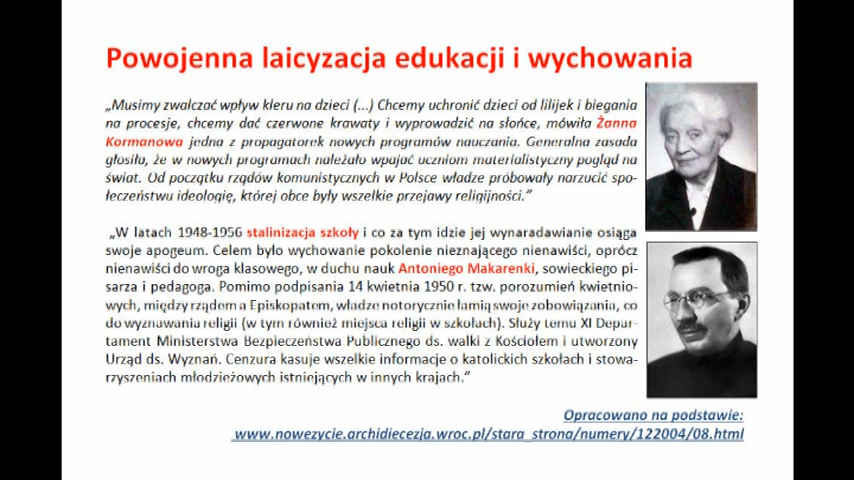 Powojenna laicyzacja edukacji i wychowania
„Musimy zwalczać wpływ kleru na dzieci (...) Chcemy uchronić dzieci od lilijek i biegania
na procesje, chcemy dać czerwone krawaty i wyprowadzić na słońce, mówiła Żanna
Kormanowa jedna z propagatorek nowych programów nauczania. Generalna zasada
głosiła, że w nowych programach należało wpajać uczniom materialistyczny pogląd na
świat. Od początku rządów komunistycznych w Polsce władze próbowały narzucić spo-
łeczeństwu ideologię, której obce były wszelkie przejawy religijności.”
„W latach 1948-1956 stalinizacja szkoły i co za tym idzie jej wynaradawianie osiąga
swoje apogeum. Celem było wychowanie pokolenie nieznającego nienawiści, oprócz
nienawiści do wroga klasowego, w duchu nauk Antoniego Makarenki, sowieckiego pi-
sarza i pedagoga. Pomimo podpisania 14 kwietnia 1950 r. tzw. porozumień kwietnio-
wych, między rządem a Episkopatem, władze notorycznie łamią swoje zobowiązania, co
do wyznawania religii (w tym również miejsca religii w szkołach). Służy temu XI Depar-
tament Ministerstwa Bezpieczeństwa Publicznego ds. walki z Kościołem i utworzony
Urząd ds. Wyznań. Cenzura kasuje wszelkie informacje o katolickich szkołach i stowa-
rzyszeniach młodzieżowych istniejących w innych krajach.“
Opracowano na podstawie:
www.nowezycie.archidiecezja.wroc.pl/stara_strona/numery/122004/08.html